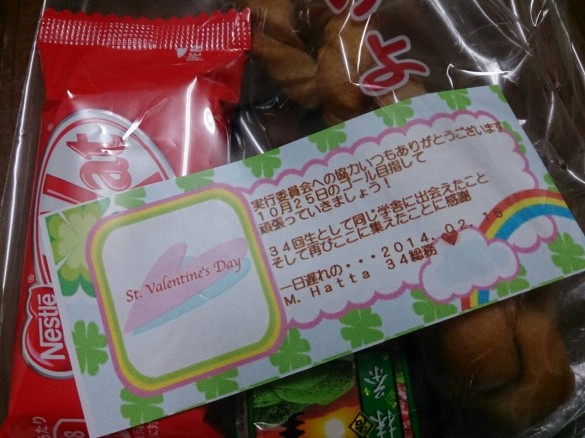 Kat
Nestlé
よ
St. Valentine's Day
実行委員会への協力いつもありがとうございます
10月25日のゴール目指して
頑張っていきましょう!
34回生として同じ学舎に出会えたこと
そして再びここに集えたことに感謝
一日遅れの・・・2014.02.15
M. Hatta 34総務
抹茶